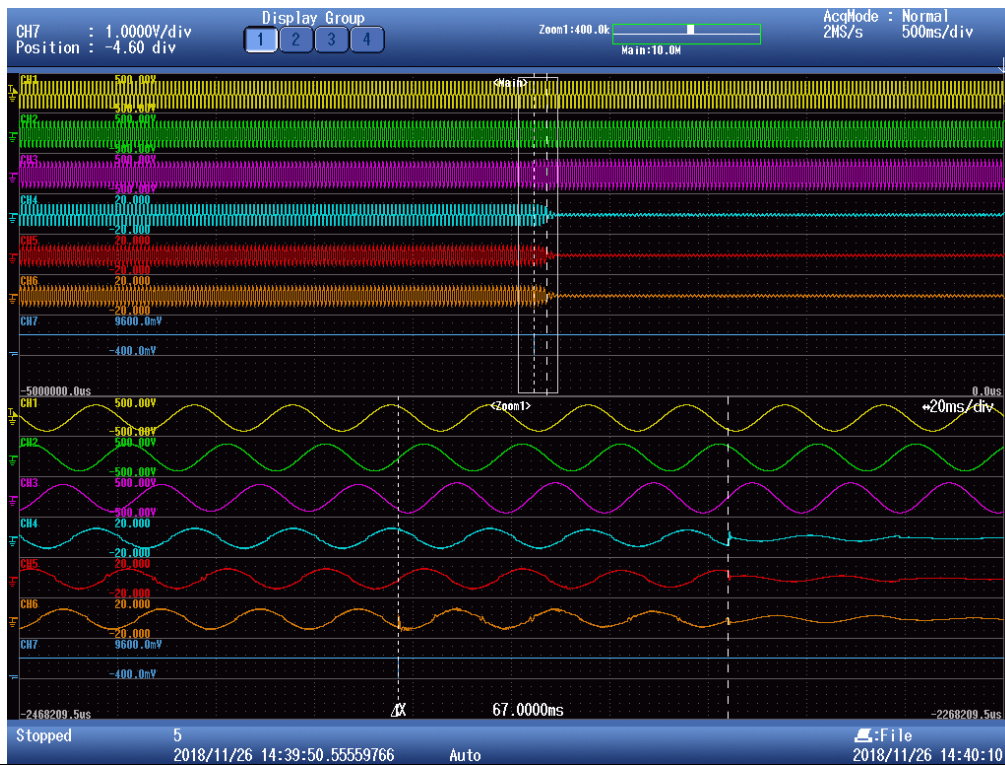 CH7 : 1.0000V/div
Position : -4.60 div
Display Group
1 2 3 4
Zoom1:400.0k
Main:10.0M
AcqMode : Normal
2MS/s 500ms/div
<Main>
CH1 500.00V
-500.00V
CH2 500.00V
-500.00V
CH3 500.00V
-500.00V
CH4 20.000
-20.000
CH5 20.000
-20.000
CH6 20.000
-20.000
CH7 9600.0mV
-400.0mV
-5000000.0us 0.0us
<Zoom1>
↔20ms/div
CH1 500.00V
-500.00V
CH2 500.00V
-500.00V
CH3 500.00V
-500.00V
CH4 20.000
-20.000
CH5 20.000
-20.000
CH6 20.000
-20.000
CH7 9600.0mV
-400.0mV
ΔX 67.0000ms
-2468209.5us -2268209.5us
Stopped 5
2018/11/26 14:39:50.55559766 Auto
:File
2018/11/26 14:40:10